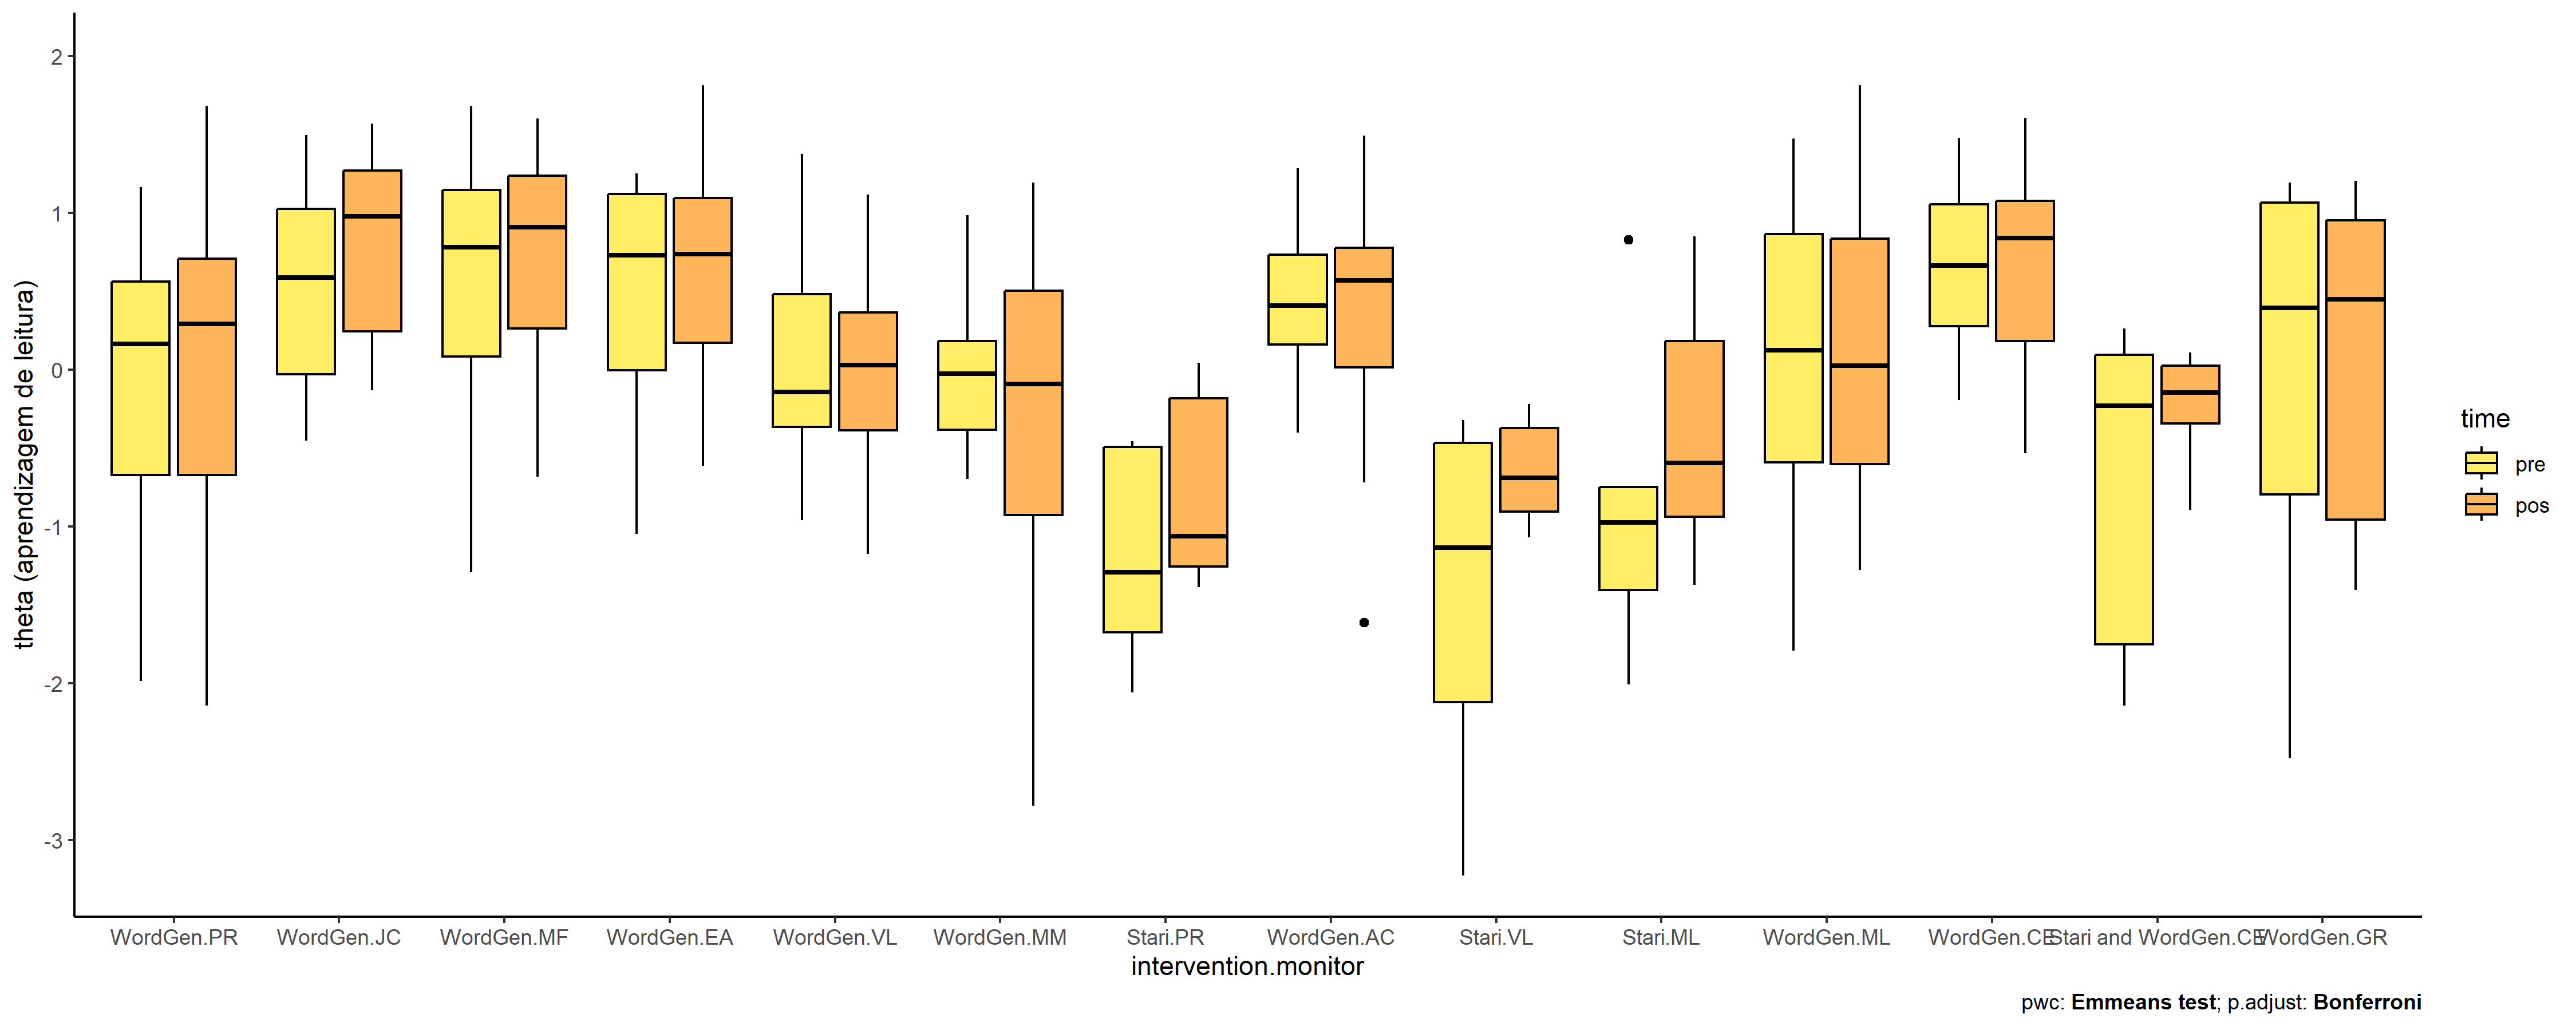 theta (aprendizagem de leitura)
2
1
0
-1
-2
-3
WordGen.PR WordGen.JC WordGen.MF WordGen.EA WordGen.VL WordGen.MM Stari.PR WordGen.AC Stari.VL Stari.ML WordGen.ML WordGen.CE Stari and WordGen.CE WordGen.GR
intervention.monitor
time
pre
pos
pwc: Emmeans test; p.adjust: Bonferroni